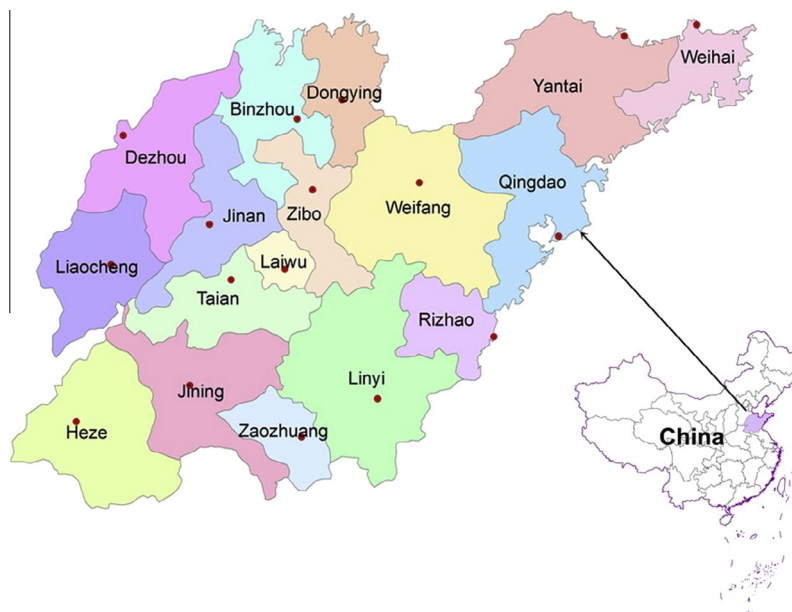 Weihai
Yantai
Dongying
Binzhou
Dezhou
Qingdao
Weifang
Jinan
Zibo
Laiwu
Liaocheng
Taian
Rizhao
Linyi
Jining
Heze
Zaozhuang
China